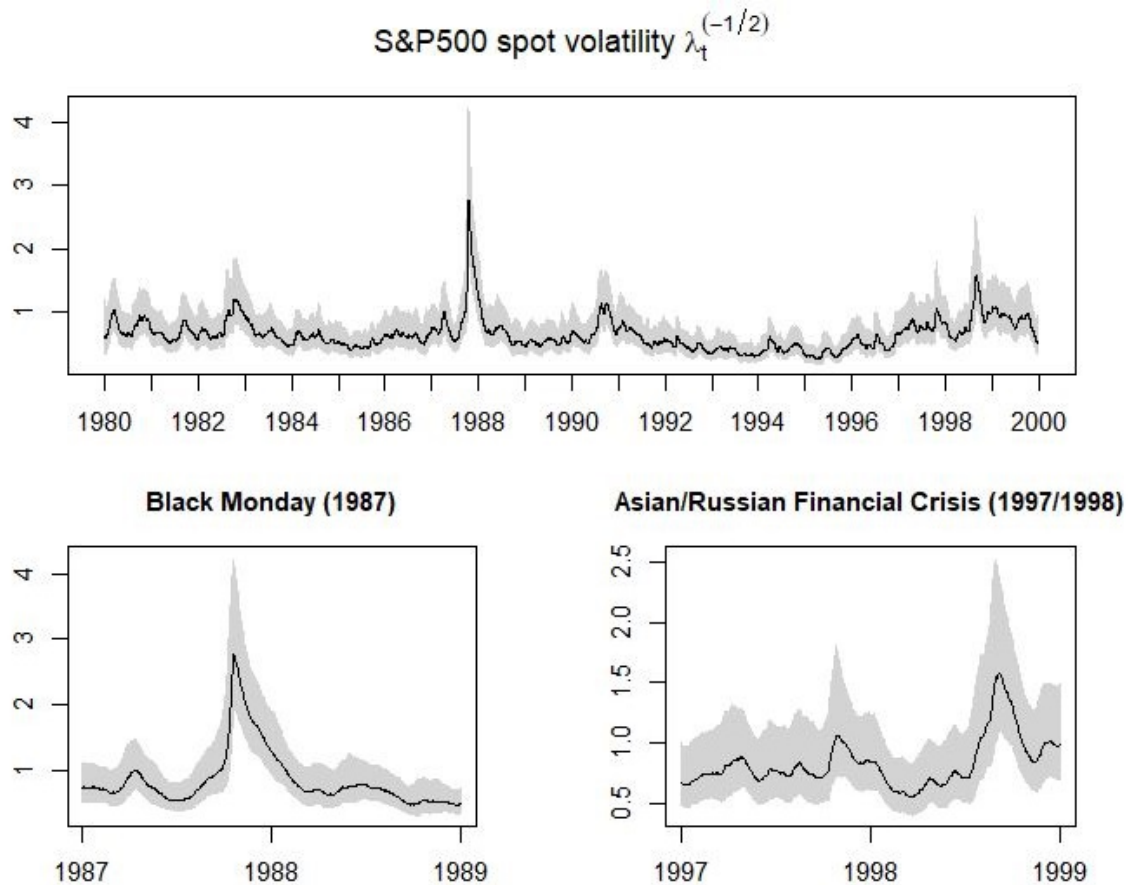 S&P500 spot volatility λ_t^(−1/2)
4
3
2
1
1980 1982 1984 1986 1988 1990 1992 1994 1996 1998 2000
Black Monday (1987)
4
3
2
1
1987 1988 1989
Asian/Russian Financial Crisis (1997/1998)
2.5
2.0
1.5
1.0
0.5
1997 1998 1999